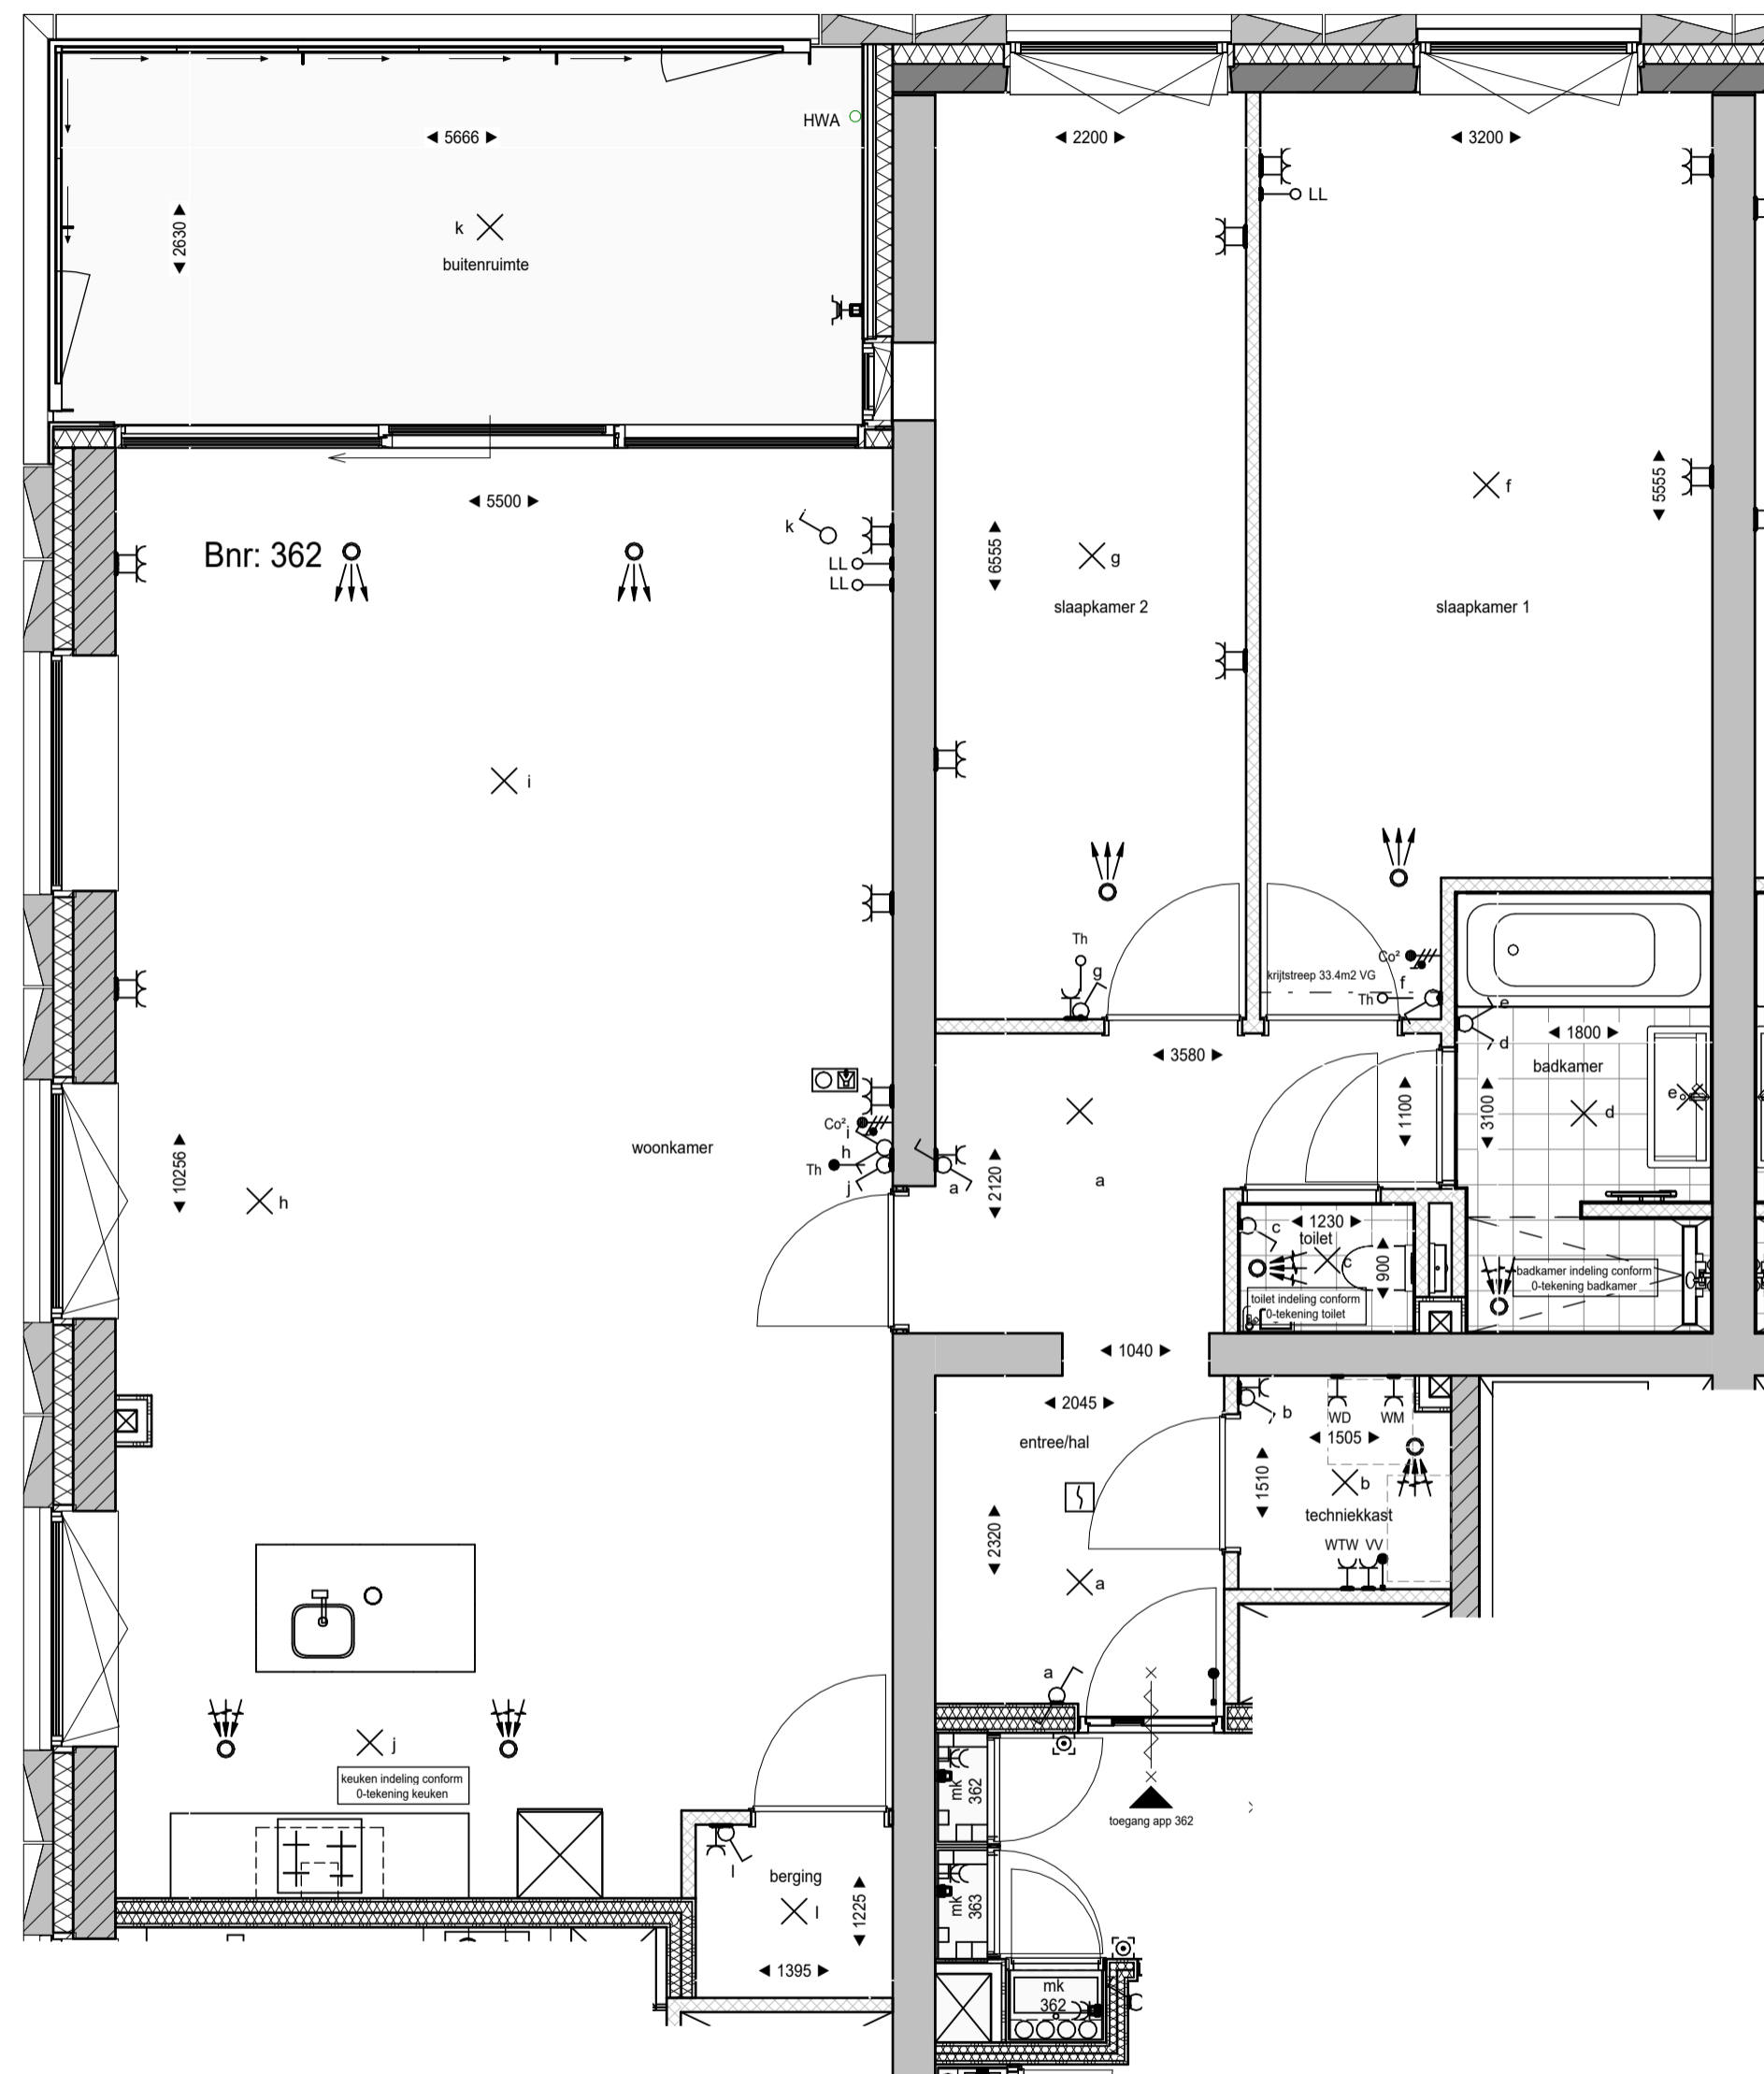 HWA
◄ 5666 ►
◄ 2200 ►
◄ 3200 ►
LL
◄ 2630 ►
k
buitenruimte
◄ 5500 ►
◄ 5555 ►
f
k
Bnr: 362
LL
LL
◄ 6555 ►
g
slaapkamer 2
slaapkamer 1
i
Th
g
Co²
krijtstreep 33.4m2 VG
f
Th
e
d
◄ 3580 ►
◄ 1800 ►
badkamer
◄ 1100 ►
◄ 3100 ►
e
d
Co²
i
h
Th
j
woonkamer
◄ 10256 ►
h
a
a
◄ 2120 ►
c
◄ 1230 ►
toilet
c
◄ 900 ►
toilet indeling conform
0-tekening toilet
badkamer indeling conform
0-tekening badkamer
◄ 1040 ►
◄ 2045 ►
entree/hal
b
WD
WM
◄ 1505 ►
◄ 1510 ►
b
techniekkast
WTW
VV
◄ 2320 ►
a
a
j
keuken indeling conform
0-tekening keuken
mk
362
toegang app 362
l
berging
l
◄ 1225 ►
◄ 1395 ►
mk
363
mk
362